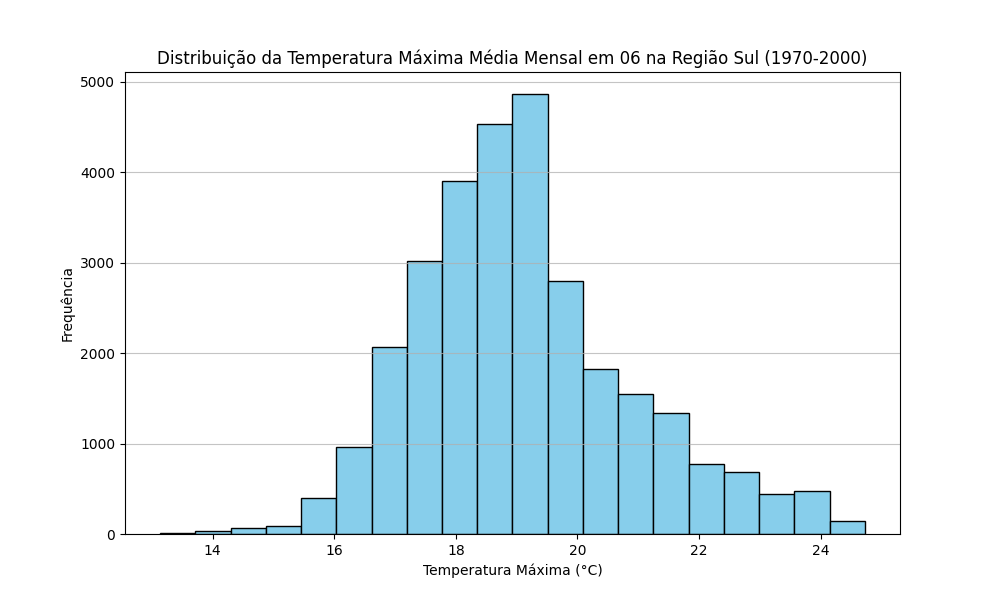 Distribuição da Temperatura Máxima Média Mensal em 06 na Região Sul (1970-2000)
5000
4000
3000
2000
1000
0
Frequência
14 16 18 20 22 24
Temperatura Máxima (°C)